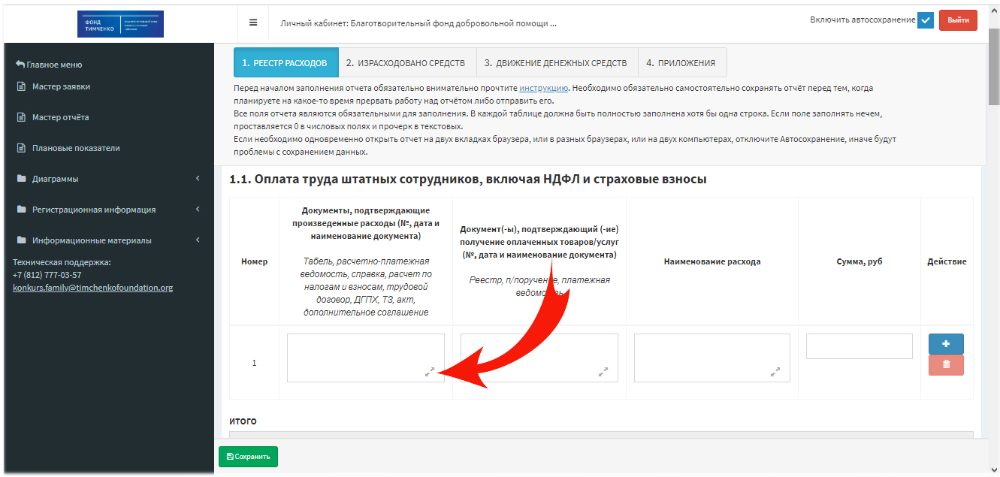 ФОНД
ТИМЧЕНКО
Личный кабинет: Благотворительный фонд добровольной помощи ...
Включить автосохранение
Выйти
Главное меню
Мастер заявки
Мастер отчёта
Плановые показатели
Диаграммы
Регистрационная информация
Информационные материалы
Техническая поддержка:
+7 (812) 777-03-57
konkurs.family@timchenkofoundation.org
1. РЕЕСТР РАСХОДОВ
2. ИЗРАСХОДОВАНО СРЕДСТВ
3. ДВИЖЕНИЕ ДЕНЕЖНЫХ СРЕДСТВ
4. ПРИЛОЖЕНИЯ
Перед началом заполнения отчета обязательно внимательно прочтите инструкцию. Необходимо обязательно самостоятельно сохранять отчёт перед тем, когда
планируете на какое-то время прервать работу над отчётом либо отправить его.
Все поля отчета являются обязательными для заполнения. В каждой таблице должна быть полностью заполнена хотя бы одна строка. Если поле заполнять нечем,
проставляется 0 в числовых полях и прочерк в текстовых.
Если необходимо одновременно открыть отчет на двух вкладках браузера, или в разных браузерах, или на двух компьютерах, отключите Автосохранение, иначе будут
проблемы с сохранением данных.
1.1. Оплата труда штатных сотрудников, включая НДФЛ и страховые взносы
Номер
Документы, подтверждающие
произведенные расходы (№, дата и
наименование документа)
Табель, расчетно-платежная
ведомость, справка, расчет по
налогам и взносам, трудовой
договор, ДГПХ, ТЗ, акт,
дополнительное соглашение
Документ(-ы), подтверждающий (-ие)
получение оплаченных товаров/услуг
(№, дата и наименование документа)
Реестр, п/поручение, платежная
Наименование расхода
Сумма, руб
Действие
1
ИТОГО
Сохранить